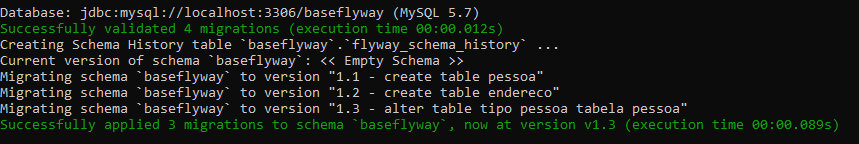 Database: jdbc:mysql://localhost:3306/baseflyway (MySQL 5.7)
Successfully validated 4 migrations (execution time 00:00.012s)
Creating Schema History table `baseflyway`.`flyway_schema_history` ...
Current version of schema `baseflyway`: << Empty Schema >>
Migrating schema `baseflyway` to version "1.1 - create table pessoa"
Migrating schema `baseflyway` to version "1.2 - create table endereco"
Migrating schema `baseflyway` to version "1.3 - alter table tipo pessoa tabela pessoa"
Successfully applied 3 migrations to schema `baseflyway`, now at version v1.3 (execution time 00:00.089s)